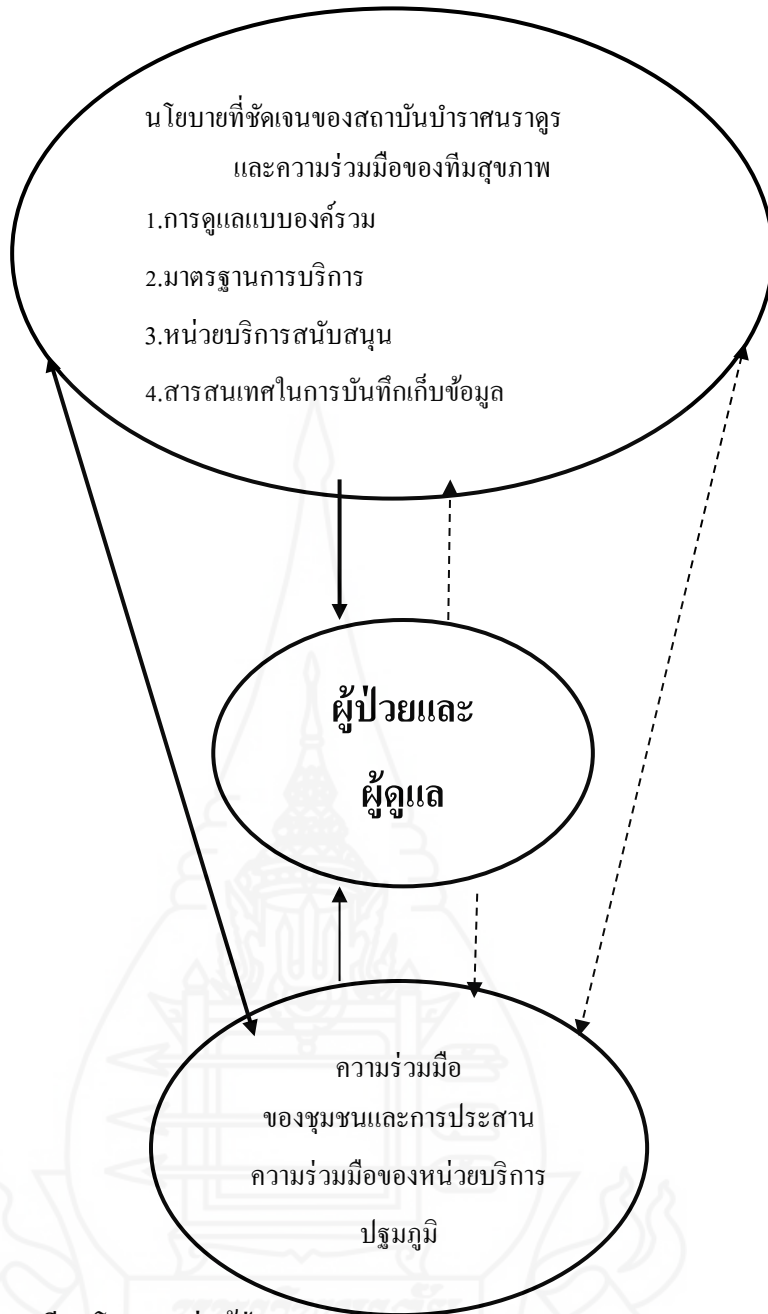 นโยบายที่ชัดเจนของสถาบันบำราศนราดูร
และความร่วมมือของทีมสุขภาพ
1.การดูแลแบบองค์รวม
2.มาตรฐานการบริการ
3.หน่วยบริการสนับสนุน
4.สารสนเทศในการบันทึกเก็บข้อมูล
ผู้ป่วยและ
ผู้ดูแล
ความร่วมมือ
ของชุมชนและการประสาน
ความร่วมมือของหน่วยบริการ
ปฐมภูมิ